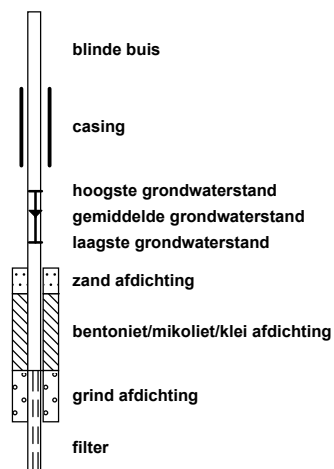 blinde buis
casing
hoogste grondwaterstand
gemiddelde grondwaterstand
laagste grondwaterstand
zand afdichting
bentoniet/mikoliet/klei afdichting
grind afdichting
filter